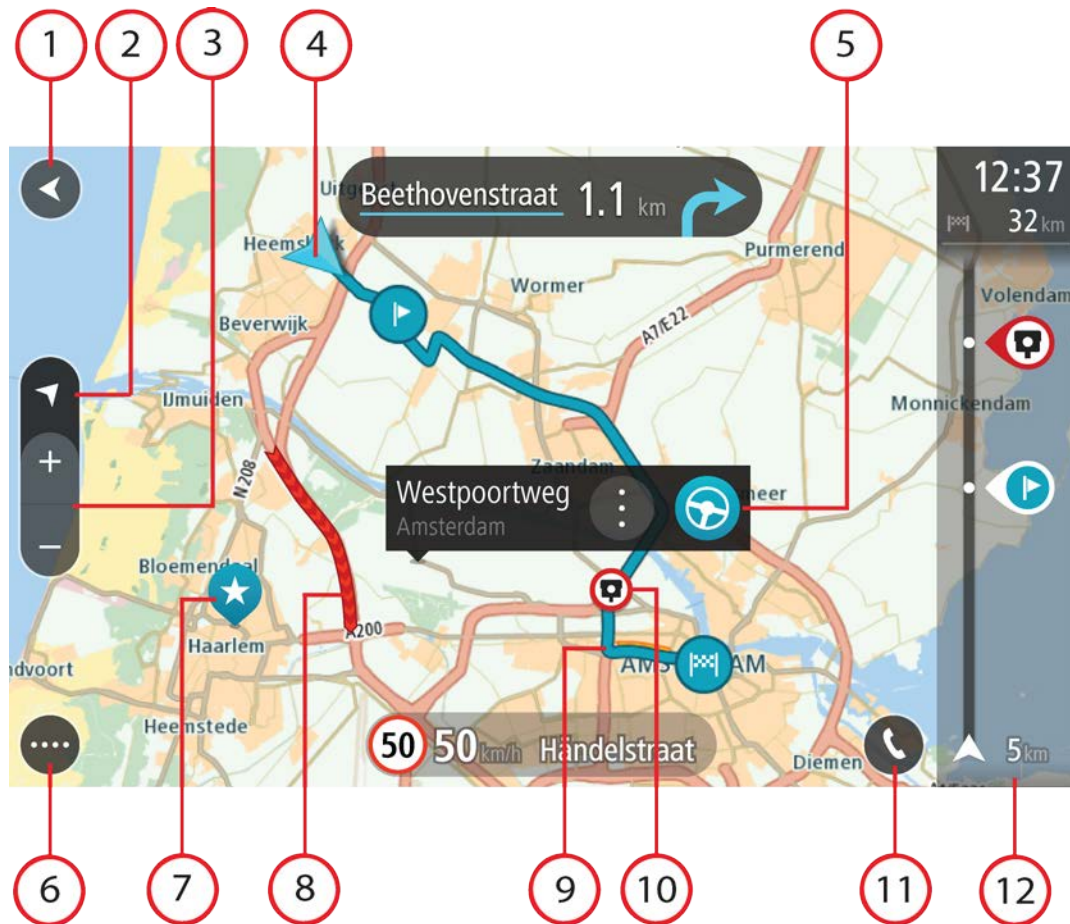 1
2
3
4
5
Beethovenstraat 1.1 km
12:37
32 km
Purmerend
Wormer
Volendam
Beverwijk
A7/E22
IJmuiden
Monnickendam
N208
Zaandam
Westpoortweg
Amsterdam
Bloemendaal
A200
Haarlem
Heemstede
50 50 km/h Händelstraat
Diemen
5 km
6
7
8
9
10
11
12